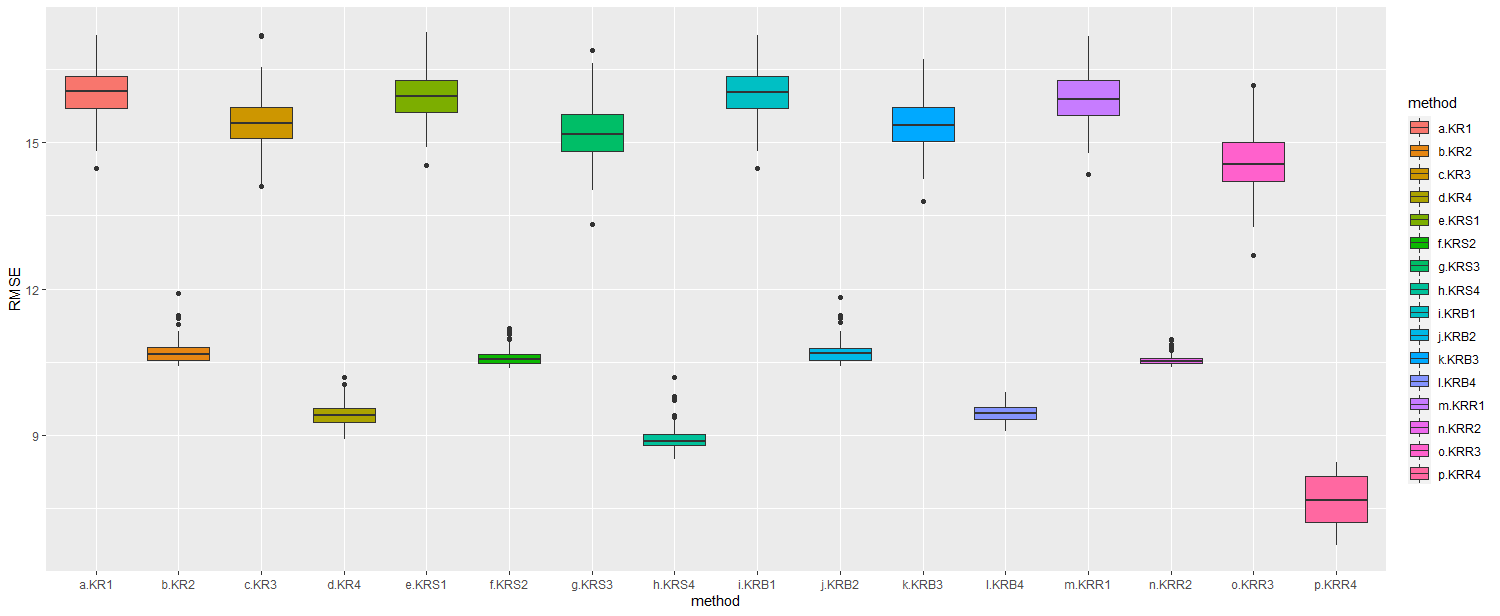 RMSE
15
12
9
a.KR1 b.KR2 c.KR3 d.KR4 e.KRS1 f.KRS2 g.KRS3 h.KRS4 i.KRB1 j.KRB2 k.KRB3 l.KRB4 m.KRR1 n.KRR2 o.KRR3 p.KRR4
method
method
a.KR1
b.KR2
c.KR3
d.KR4
e.KRS1
f.KRS2
g.KRS3
h.KRS4
i.KRB1
j.KRB2
k.KRB3
l.KRB4
m.KRR1
n.KRR2
o.KRR3
p.KRR4